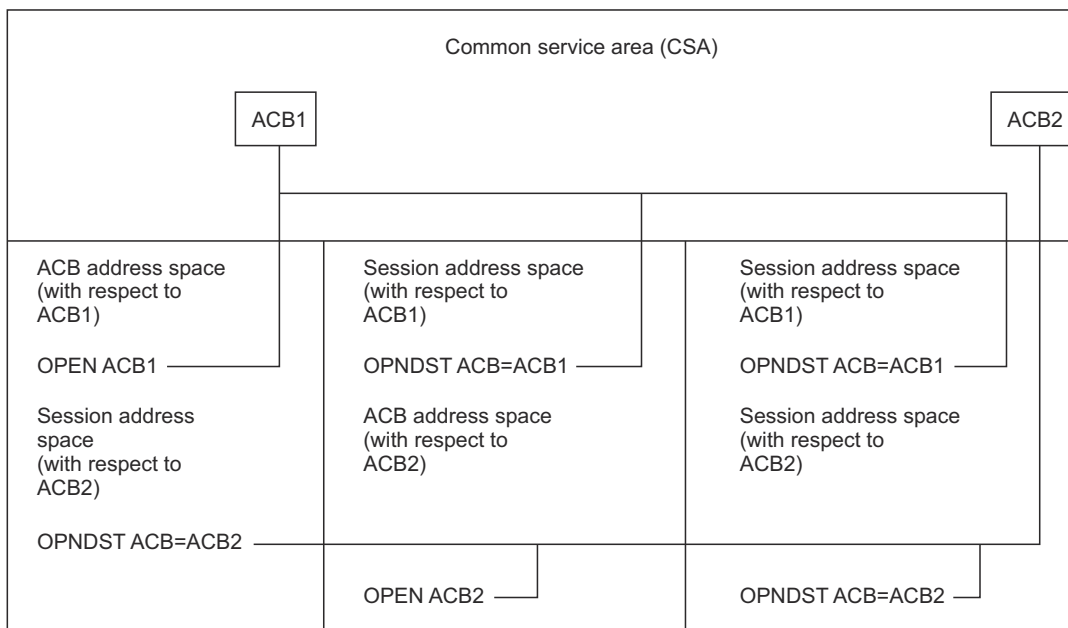 Common service area (CSA)
ACB1
ACB2
ACB address space
(with respect to
ACB1)
OPEN ACB1
Session address
space
(with respect to
ACB2)
OPNDST ACB=ACB2
Session address space
(with respect to
ACB1)
OPNDST ACB=ACB1
ACB address space
(with respect to
ACB2)
OPEN ACB2
Session address space
(with respect to
ACB1)
OPNDST ACB=ACB1
Session address space
(with respect to
ACB2)
OPNDST ACB=ACB2